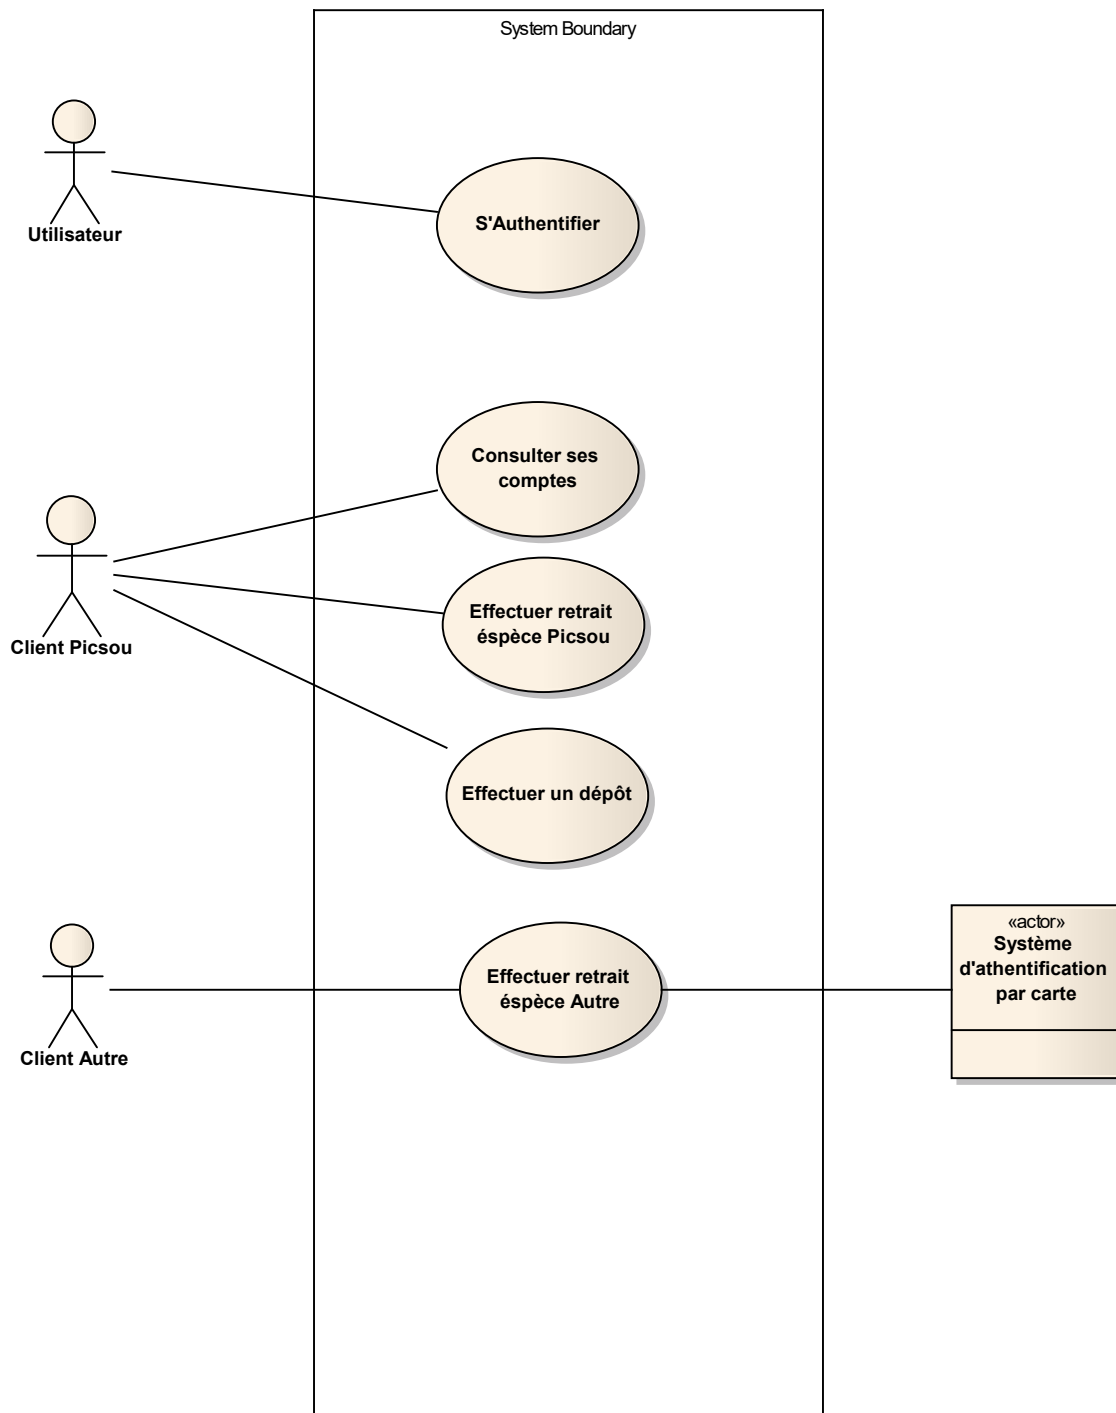 System Boundary
Utilisateur
S'Authentifier
Consulter ses
comptes
Client Picsou
Effectuer retrait
éspèce Picsou
Effectuer un dépôt
Client Autre
Effectuer retrait
éspèce Autre
«actor»
Système
d'athentification
par carte